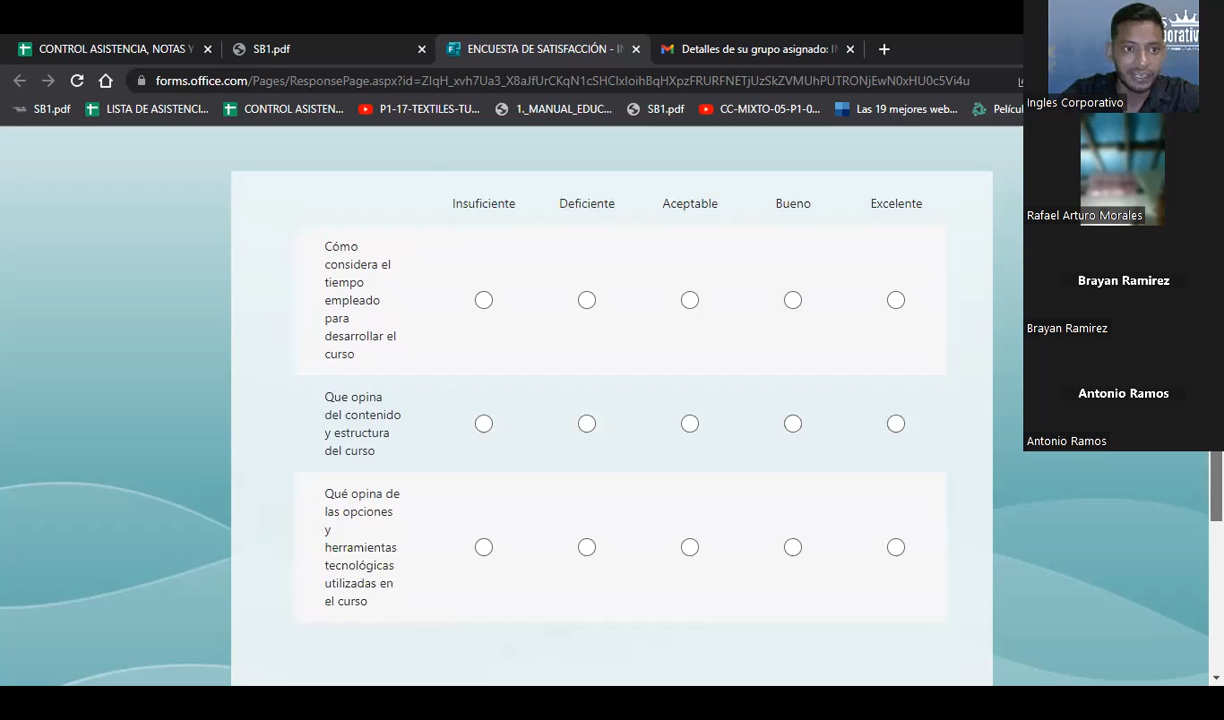 CONTROL ASISTENCIA, NOTAS Y
SB1.pdf
ENCUESTA DE SATISFACCIÓN - I
Detalles de su grupo asignado: I
forms.office.com/Pages/ResponsePage.aspx?id=ZIqH_xvh7Ua3_X8aJfUrCKqN1cSHClxIoihBqHXpzFRURFNETjUzSkZVMUhPUTRONjEwN0xHU0c5Vi4u
SB1.pdf
LISTA DE ASISTENCI...
CONTROL ASISTEN...
P1-17-TEXTILES-TU...
1._MANUAL_EDUC...
SB1.pdf
CC-MIXTO-05-P1-0...
Las 19 mejores web...
Películ
Insuficiente Deficiente Aceptable Bueno Excelente
Cómo
considera el
tiempo
empleado
para
desarrollar el
curso
Que opina
del contenido
y estructura
del curso
Qué opina de
las opciones
y
herramientas
tecnológicas
utilizadas en
el curso
Ingles Corporativo
Rafael Arturo Morales
Brayan Ramirez
Brayan Ramirez
Antonio Ramos
Antonio Ramos